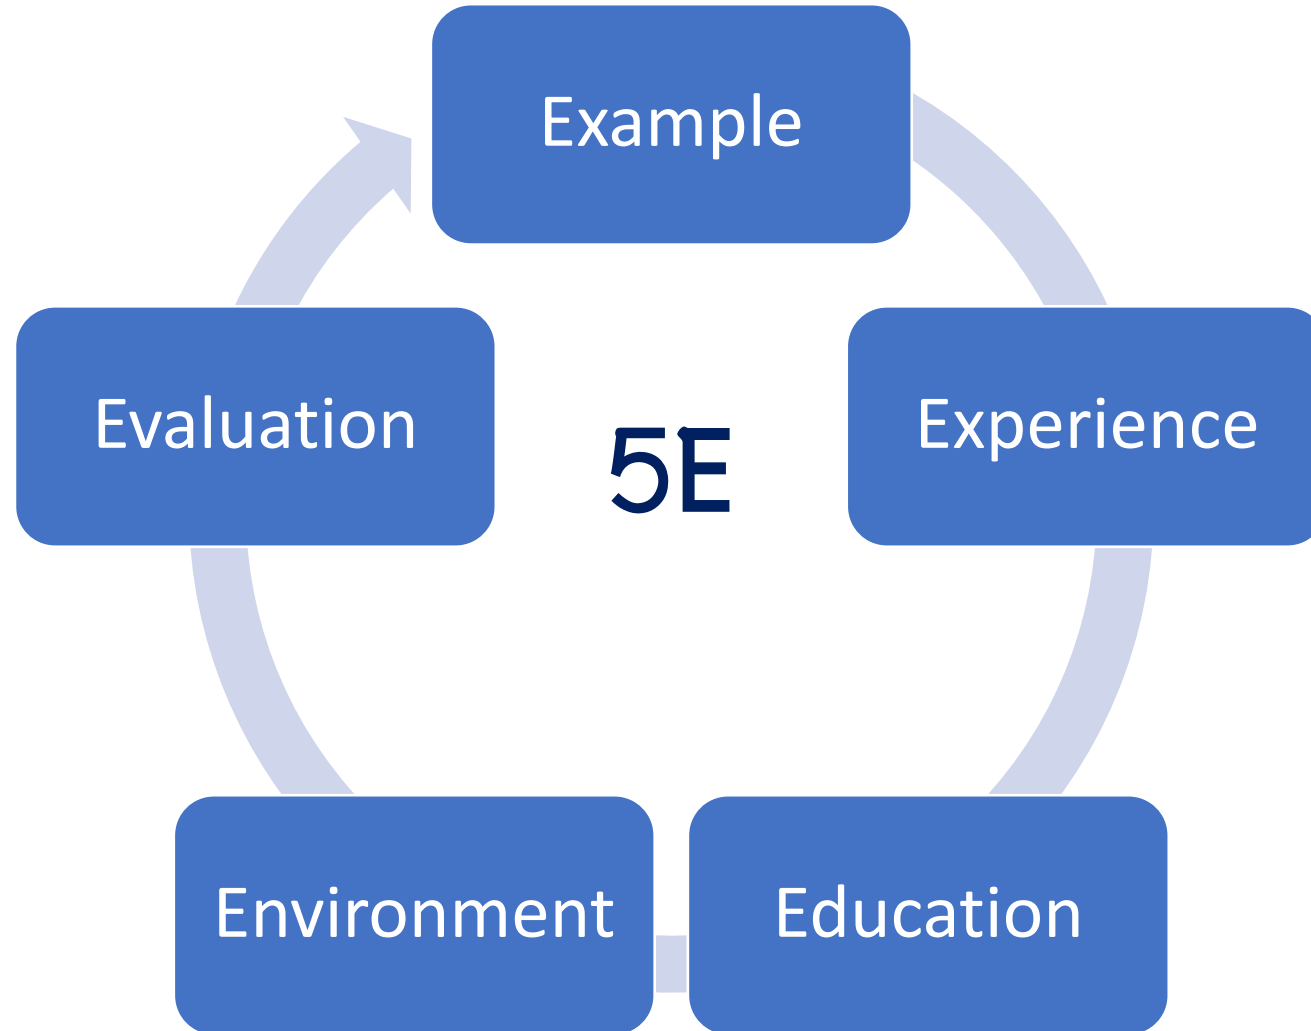 Example
Experience
Education
Environment
Evaluation
5E